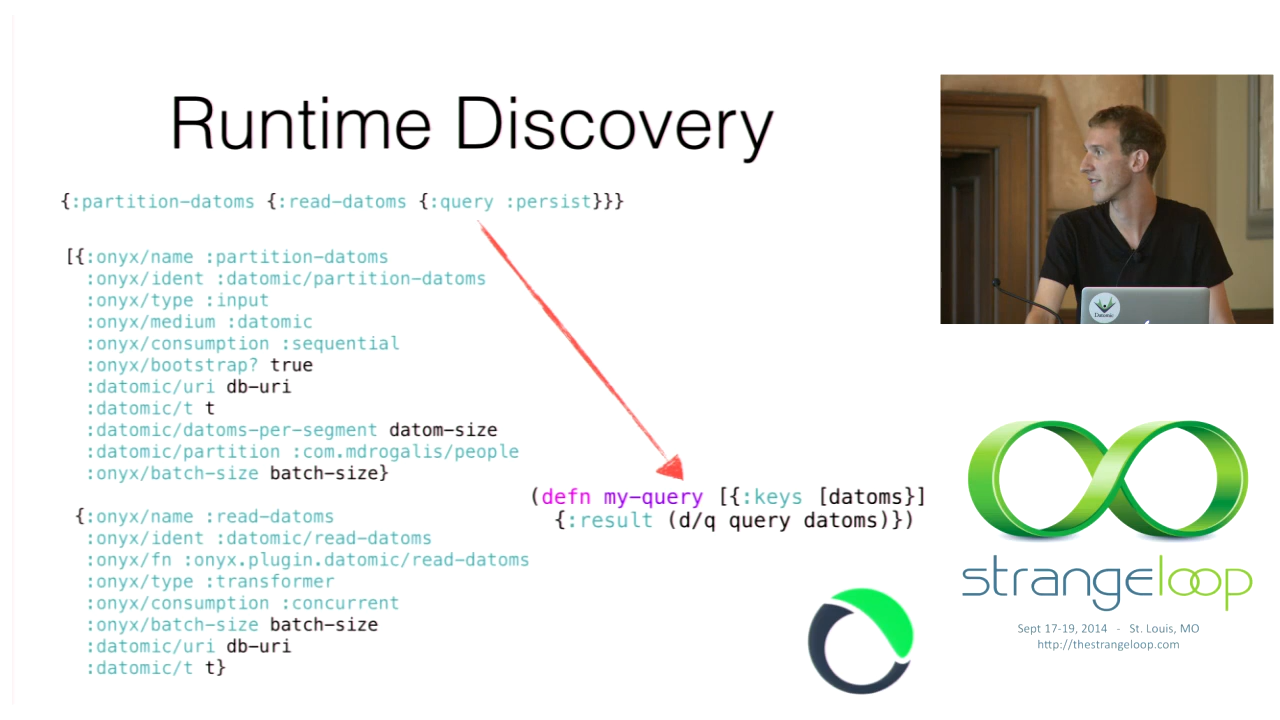 Runtime Discovery
{:partition-datoms {:read-datoms {:query :persist}}}
[{:onyx/name :partition-datoms
:onyx/ident :datomic/partition-datoms
:onyx/type :input
:onyx/medium :datomic
:onyx/consumption :sequential
:onyx/bootstrap? true
:datomic/uri db-uri
:datomic/t t
:datomic/datoms-per-segment datom-size
:datomic/partition :com.mdrogalis/people
:onyx/batch-size batch-size}
{:onyx/name :read-datoms
:onyx/ident :datomic/read-datoms
:onyx/fn :onyx.plugin.datomic/read-datoms
:onyx/type :transformer
:onyx/consumption :concurrent
:onyx/batch-size batch-size
:datomic/uri db-uri
:datomic/t t}
(defn my-query [{:keys [datoms}]
{:result (d/q query datoms)})
Datomic
strangeloop
Sept 17-19, 2014 - St. Louis, MO
http://thestrangeloop.com